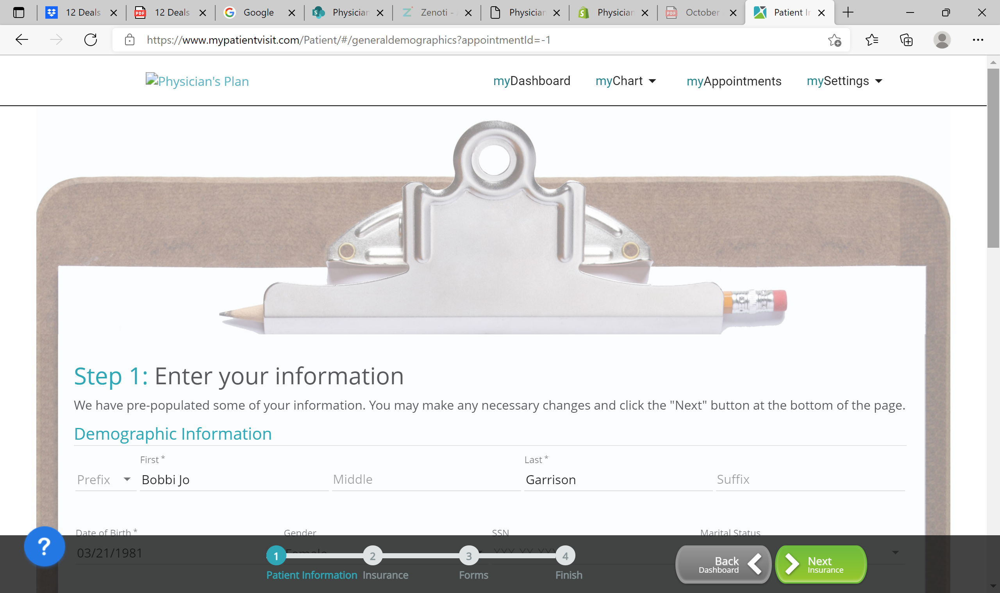 12 Deals
12 Deals
Google
Physician
Zenoti -
Physician
Physician
October
Patient In
https://www.mypatientvisit.com/Patient/#/generaldemographics?appointmentId=-1
Physician's Plan
myDashboard
myChart
myAppointments
mySettings
Step 1: Enter your information
We have pre-populated some of your information. You may make any necessary changes and click the "Next" button at the bottom of the page.
Demographic Information
First *
Last *
Prefix
Bobbi Jo
Middle
Garrison
Suffix
Date of Birth *
Gender
SSN
Marital Status
03/21/1981
Female
?
1
2
3
4
Patient Information
Insurance
Forms
Finish
Back
Dashboard
Next
Insurance